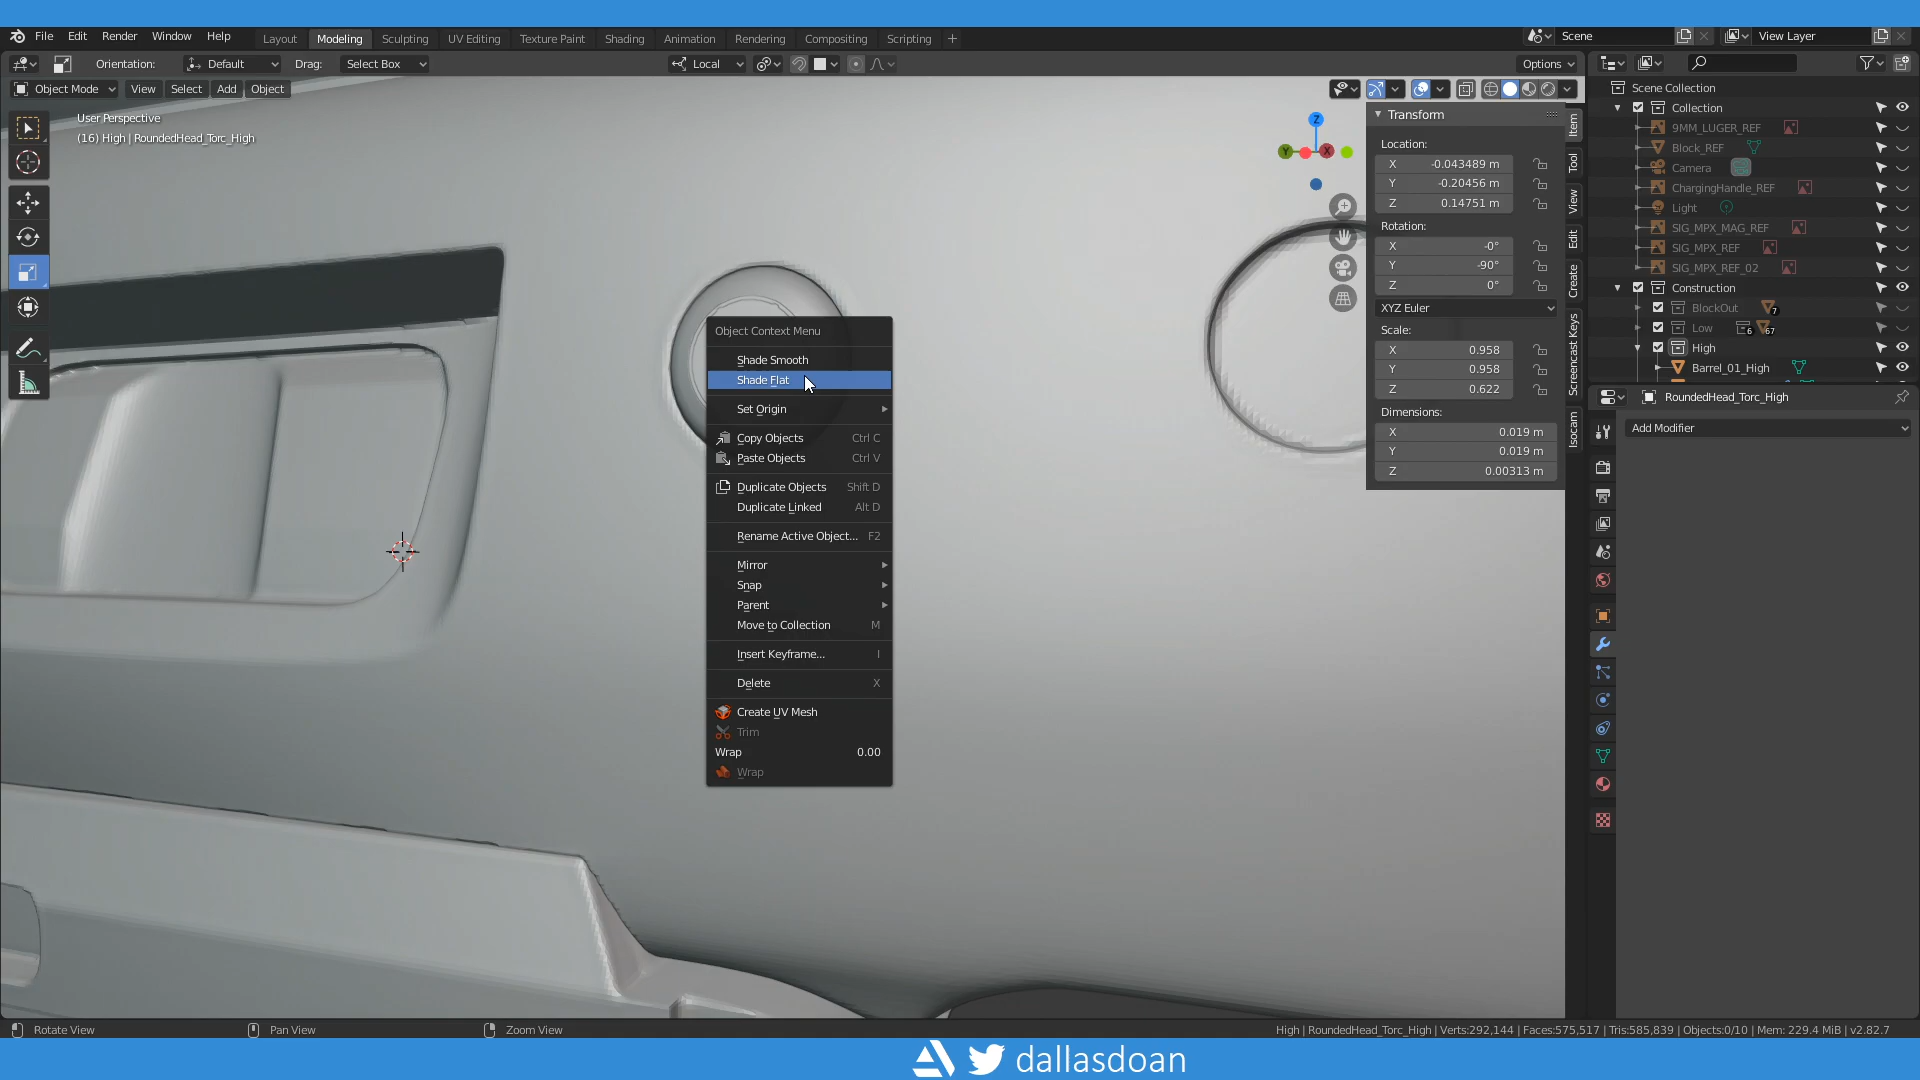 File Edit Render Window Help Layout Modeling Sculpting UV Editing Texture Paint Shading Animation Rendering Compositing Scripting + Scene View Layer
Orientation: Default Drag: Select Box Local Options
Object Mode View Select Add Object
User Perspective
(16) High | RoundedHead_Torc_High
Z
Y X
Transform
Location:
X -0.043489 m
Y -0.20456 m
Z 0.14751 m
Rotation:
X -0°
Y -90°
Z 0°
XYZ Euler
Scale:
X 0.958
Y 0.958
Z 0.622
Dimensions:
X 0.019 m
Y 0.019 m
Z 0.00313 m
Item
Tool
View
Edit
Create
Screencast Keys
Isocam
Scene Collection
Collection
9MM_LUGER_REF
Block_REF
Camera
ChargingHandle_REF
Light
SIG_MPX_MAG_REF
SIG_MPX_REF
SIG_MPX_REF_02
Construction
BlockOut 7
Low 6 67
High
Barrel_01_High
RoundedHead_Torc_High
Add Modifier
Object Context Menu
Shade Smooth
Shade Flat
Set Origin
Copy Objects Ctrl C
Paste Objects Ctrl V
Duplicate Objects Shift D
Duplicate Linked Alt D
Rename Active Object... F2
Mirror
Snap
Parent
Move to Collection M
Insert Keyframe... I
Delete X
Create UV Mesh
Trim
Wrap 0.00
Wrap
Rotate View Pan View Zoom View High | RoundedHead_Torc_High | Verts:292,144 | Faces:575,517 | Tris:585,839 | Objects:0/10 | Mem: 229.4 MiB | v2.82.7
dallasdoan